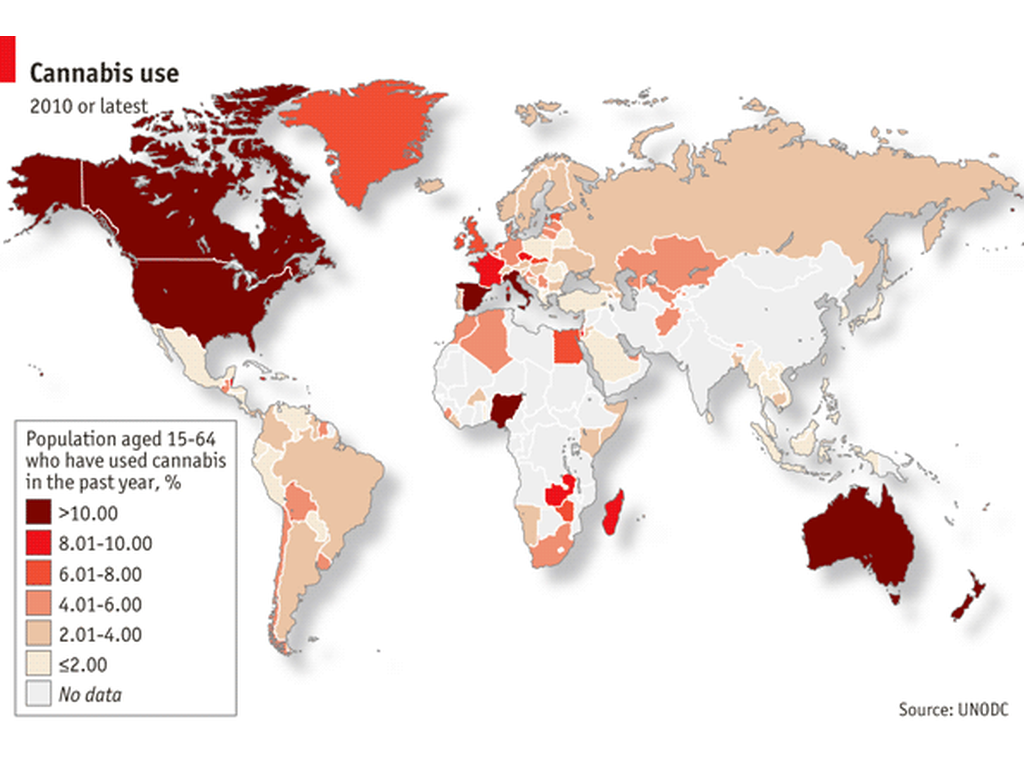 Cannabis use
2010 or latest
Population aged 15-64
who have used cannabis
in the past year, %
>10.00
8.01-10.00
6.01-8.00
4.01-6.00
2.01-4.00
≤2.00
No data
Source: UNODC